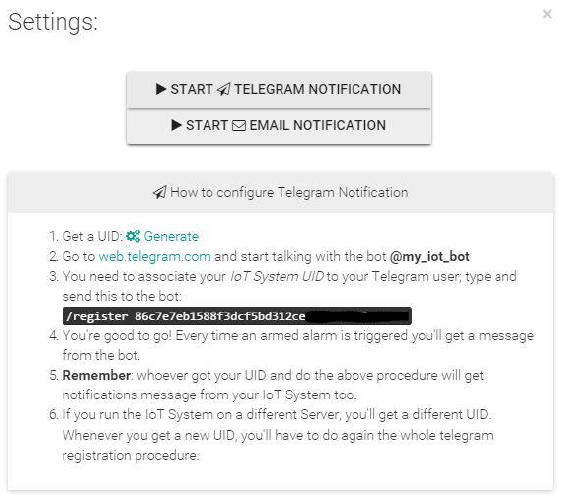 Settings:
×
START TELEGRAM NOTIFICATION
START EMAIL NOTIFICATION
How to configure Telegram Notification
1. Get a UID: Generate
2. Go to web.telegram.com and start talking with the bot @my_iot_bot
3. You need to associate your IoT System UID to your Telegram user; type and
send this to the bot:
/register 86c7e7eb1588f3dcf5bd312ce
4. You're good to go! Every time an armed alarm is triggered you'll get a message
from the bot.
5. Remember: whoever got your UID and do the above procedure will get
notifications message from your IoT System too.
6. If you run the IoT System on a different Server, you'll get a different UID.
Whenever you get a new UID, you'll have to do again the whole telegram
registration procedure.